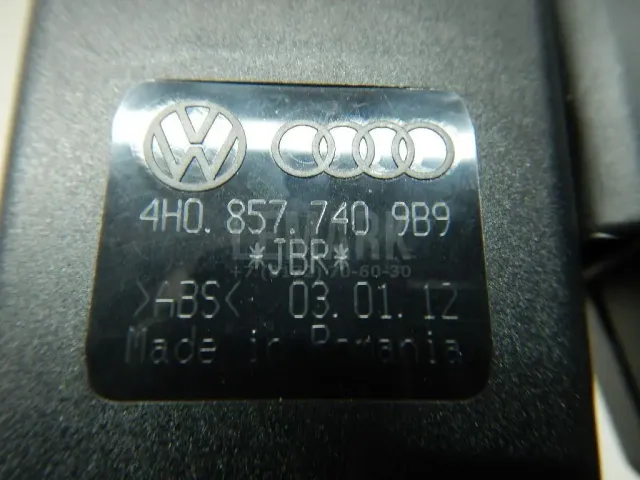 4H0. 857. 740 9B9
*JBR*
>ABS< 03. 01. 12
Made in Romania